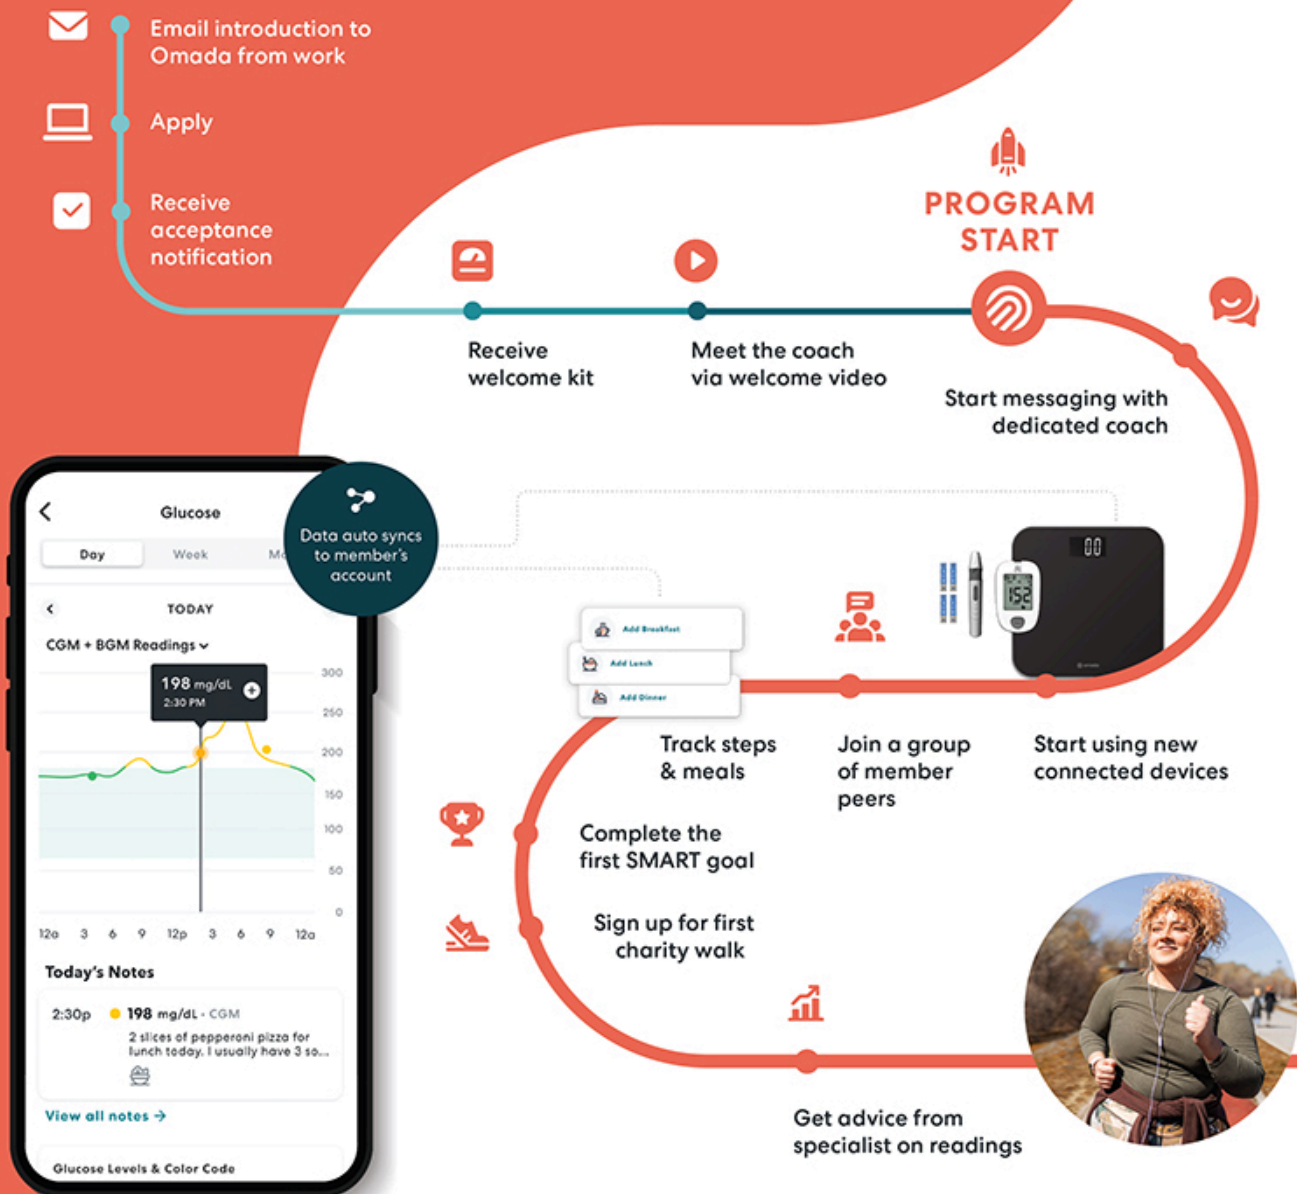 Email introduction to
Omada from work
Apply
Receive
acceptance
notification
PROGRAM
START
Receive
welcome kit
Meet the coach
via welcome video
Start messaging with
dedicated coach
Data auto syncs
to member's
account
Glucose
Day Week
TODAY
CGM + BGM Readings
198 mg/dL
2:30 PM
300
250
200
150
100
50
0
12a 3 6 9 12p 3 6 9 12a
Today's Notes
2:30p 198 mg/dL - CGM
2 slices of pepperoni pizza for
lunch today. I usually have 3 so...
View all notes →
Glucose Levels & Color Code
Add Breakfast
Add Lunch
Add Dinner
152
Track steps
& meals
Join a group
of member
peers
Start using new
connected devices
Complete the
first SMART goal
Sign up for first
charity walk
Get advice from
specialist on readings